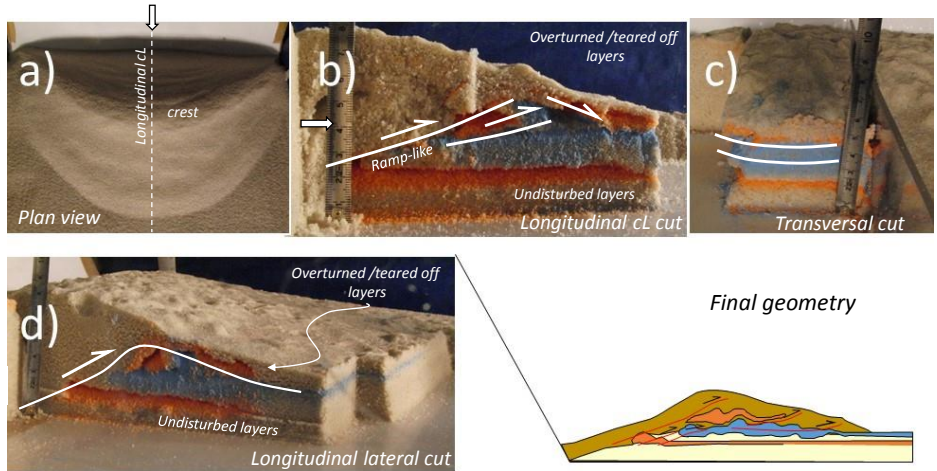 a)
Longitudinal cL
crest
Plan view
b)
Overturned /teared off
layers
Ramp-like
Undisturbed layers
Longitudinal cL cut
c)
Transversal cut
d)
Overturned /teared off
layers
Undisturbed layers
Longitudinal lateral cut
Final geometry